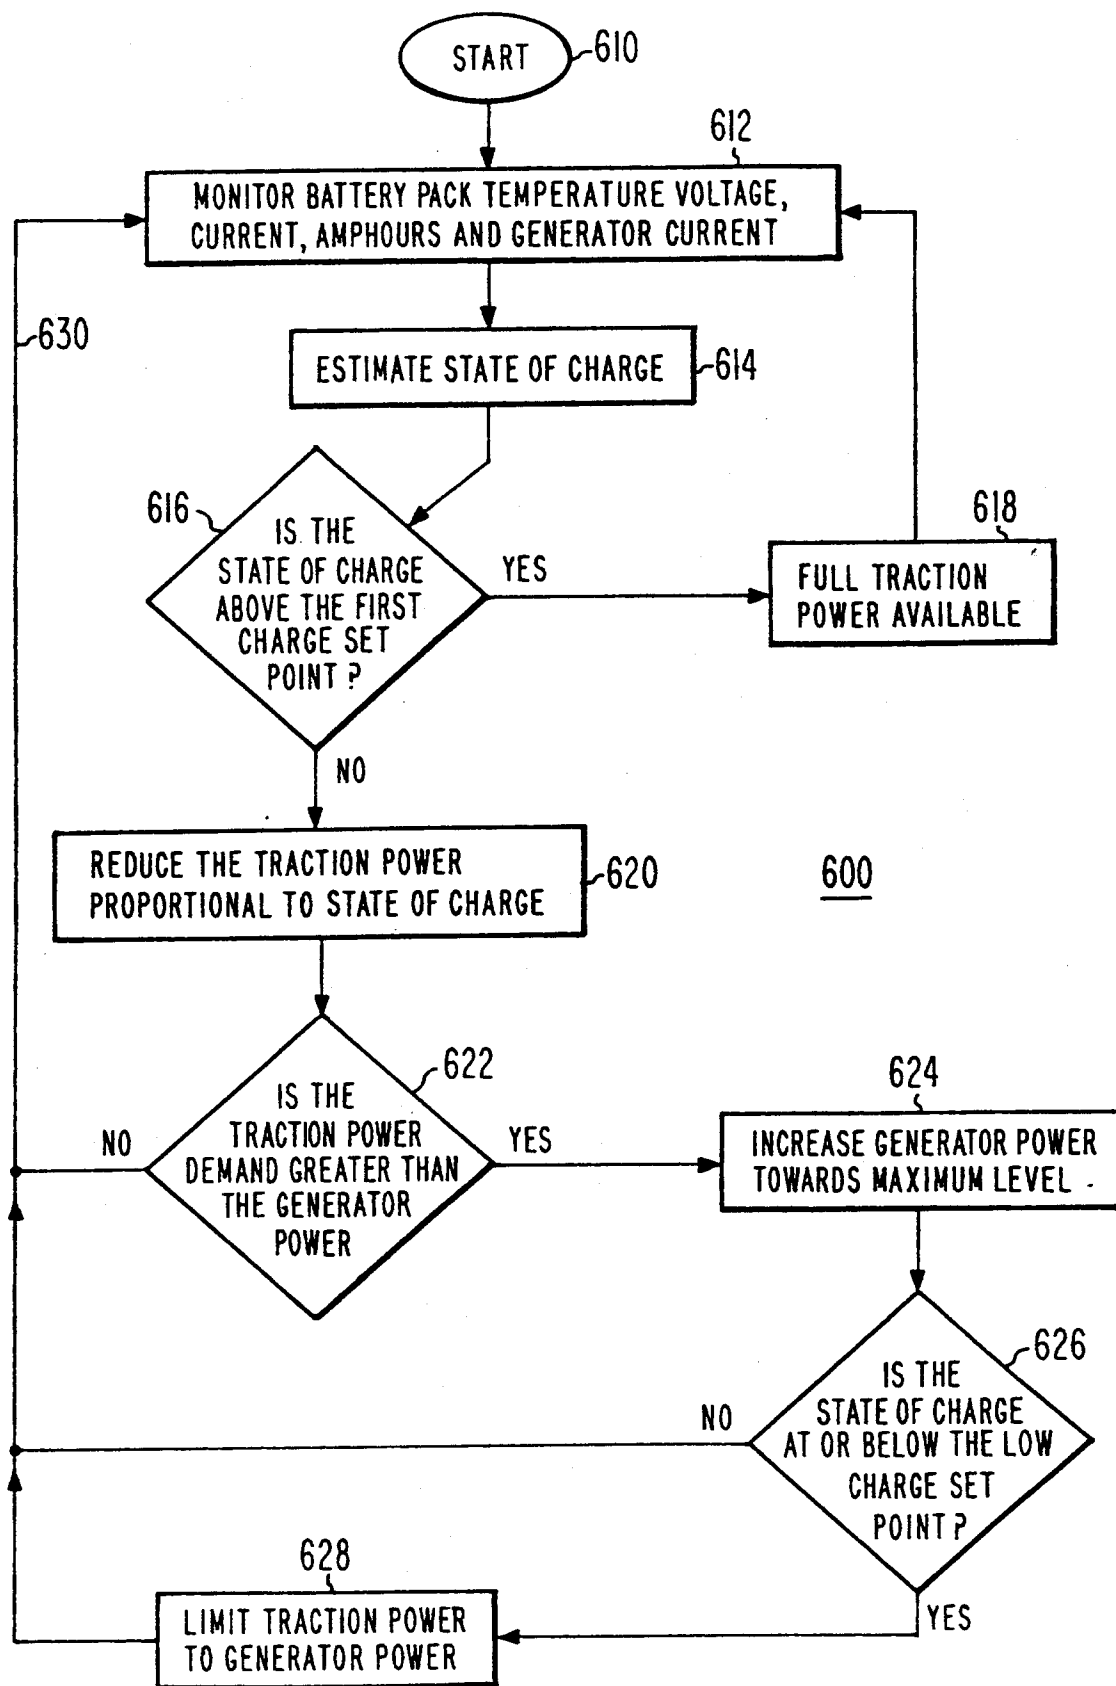 START
610
612
MONITOR BATTERY PACK TEMPERATURE VOLTAGE,
CURRENT, AMPHOURS AND GENERATOR CURRENT
630
ESTIMATE STATE OF CHARGE
614
616
IS THE
STATE OF CHARGE
ABOVE THE FIRST
CHARGE SET
POINT?
YES
618
FULL TRACTION
POWER AVAILABLE
NO
REDUCE THE TRACTION POWER
PROPORTIONAL TO STATE OF CHARGE
620
600
622
IS THE
TRACTION POWER
DEMAND GREATER THAN
THE GENERATOR
POWER
NO
YES
624
INCREASE GENERATOR POWER
TOWARDS MAXIMUM LEVEL
626
IS THE
STATE OF CHARGE
AT OR BELOW THE LOW
CHARGE SET
POINT?
NO
YES
628
LIMIT TRACTION POWER
TO GENERATOR POWER